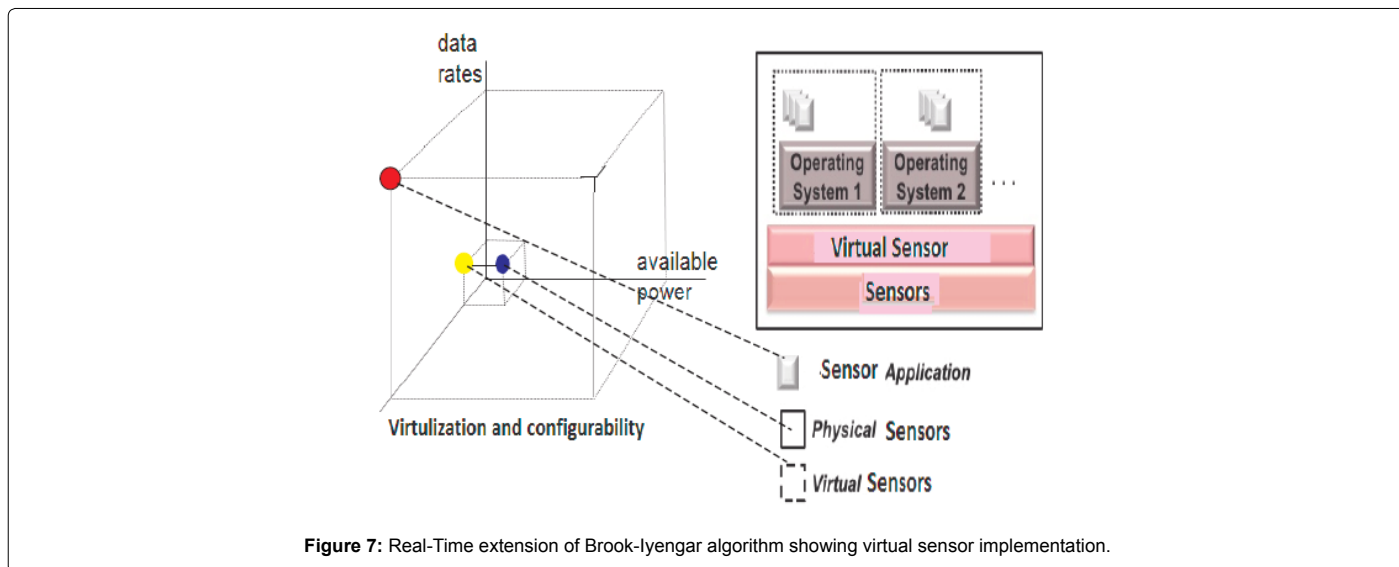 data
rates
available
power
Virtulization and configurability
Operating
System 1
Operating
System 2
...
Virtual Sensor
Sensors
Sensor Application
Physical Sensors
Virtual Sensors
Figure 7: Real-Time extension of Brook-Iyengar algorithm showing virtual sensor implementation.